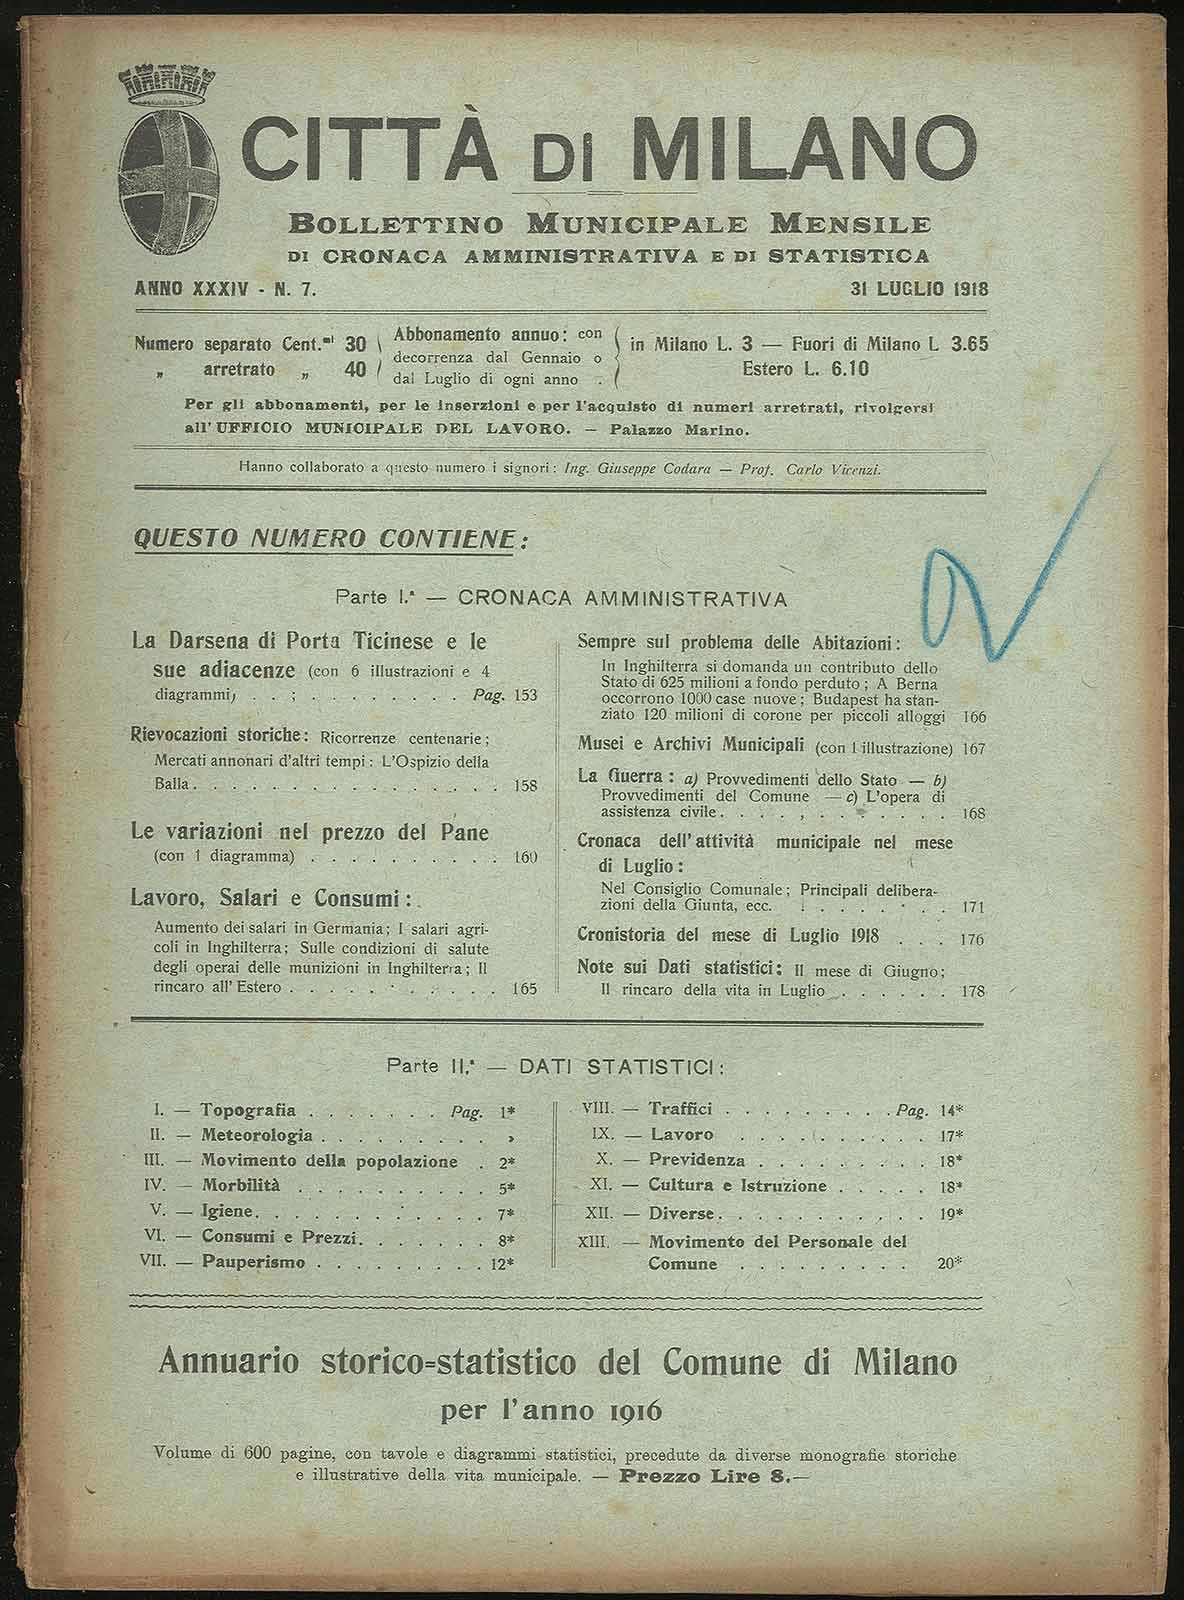 CITTÀ DI MILANO
BOLLETTINO MUNICIPALE MENSILE
DI CRONACA AMMINISTRATIVA E DI STATISTICA
ANNO XXXIV - N. 7. 31 LUGLIO 1918
Numero separato Cent.mi 30
„ arretrato „ 40
Abbonamento annuo: con
decorrenza dal Gennaio o
dal Luglio di ogni anno .
in Milano L. 3 — Fuori di Milano L 3.65
Estero L. 6.10
Per gli abbonamenti, per le inserzioni e per l'acquisto di numeri arretrati, rivolgersi
all'UFFICIO MUNICIPALE DEL LAVORO. — Palazzo Marino.
Hanno collaborato a questo numero i signori: Ing. Giuseppe Codara — Prof. Carlo Vicenzi.
QUESTO NUMERO CONTIENE:
Parte I.ª — CRONACA AMMINISTRATIVA
La Darsena di Porta Ticinese e le
sue adiacenze (con 6 illustrazioni e 4
diagrammi) . . : . . . . . . . . . Pag. 153
Rievocazioni storiche: Ricorrenze centenarie;
Mercati annonari d'altri tempi: L'Ospizio della
Balla. . . . . . . . . . . . . . . . . 158
Le variazioni nel prezzo del Pane
(con 1 diagramma) . . . . . . . . . . 160
Lavoro, Salari e Consumi:
Aumento dei salari in Germania; I salari agri-
coli in Inghilterra; Sulle condizioni di salute
degli operai delle munizioni in Inghilterra; Il
rincaro all'Estero . . . . . . . . . . . 165
Sempre sul problema delle Abitazioni:
In Inghilterra si domanda un contributo dello
Stato di 625 milioni a fondo perduto; A Berna
occorrono 1000 case nuove; Budapest ha stan-
ziato 120 milioni di corone per piccoli alloggi 166
Musei e Archivi Municipali (con 1 illustrazione) 167
La Guerra: a) Provvedimenti dello Stato — b)
Provvedimenti del Comune — c) L'opera di
assistenza civile. . . . , . . . . . . . 168
Cronaca dell'attività municipale nel mese
di Luglio:
Nel Consiglio Comunale; Principali delibera-
zioni della Giunta, ecc. . . . . . . . . 171
Cronistoria del mese di Luglio 1918 . . . 176
Note sui Dati statistici: Il mese di Giugno;
Il rincaro della vita in Luglio . . . . . . 178
Parte II.ª — DATI STATISTICI:
I. — Topografia . . . . . . . Pag. 1*
II. — Meteorologia . . . . . . . . . »
III. — Movimento della popolazione . 2*
IV. — Morbilità . . . . . . . . . . 5*
V. — Igiene. . . . . . . . . . . . 7*
VI. — Consumi e Prezzi. . . . . . . 8*
VII. — Pauperismo . . . . . . . . . 12*
VIII. — Traffici . . . . . . . . . Pag. 14*
IX. — Lavoro . . . . . . . . . . 17*
X. — Previdenza . . . . . . . . . 18*
XI. — Cultura e Istruzione . . . . . 18*
XII. — Diverse. . . . . . . . . . . 19*
XIII. — Movimento del Personale del
Comune . . . . . . . . . 20*
Annuario storico=statistico del Comune di Milano
per l'anno 1916
Volume di 600 pagine, con tavole e diagrammi statistici, precedute da diverse monografie storiche
e illustrative della vita municipale. — Prezzo Lire 8.—